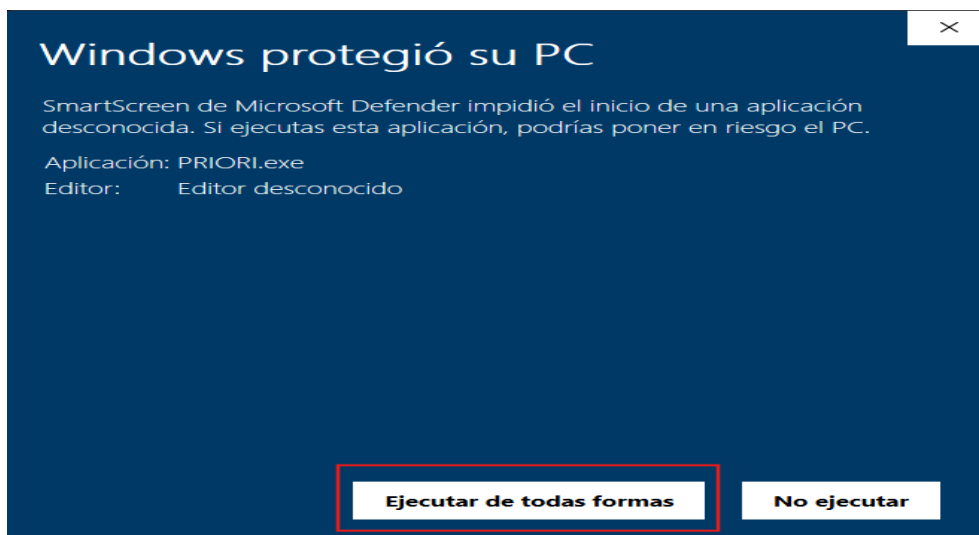 Windows protegió su PC
SmartScreen de Microsoft Defender impidió el inicio de una aplicación
desconocida. Si ejecutas esta aplicación, podrías poner en riesgo el PC.
Aplicación: PRIORI.exe
Editor: Editor desconocido
Ejecutar de todas formas No ejecutar